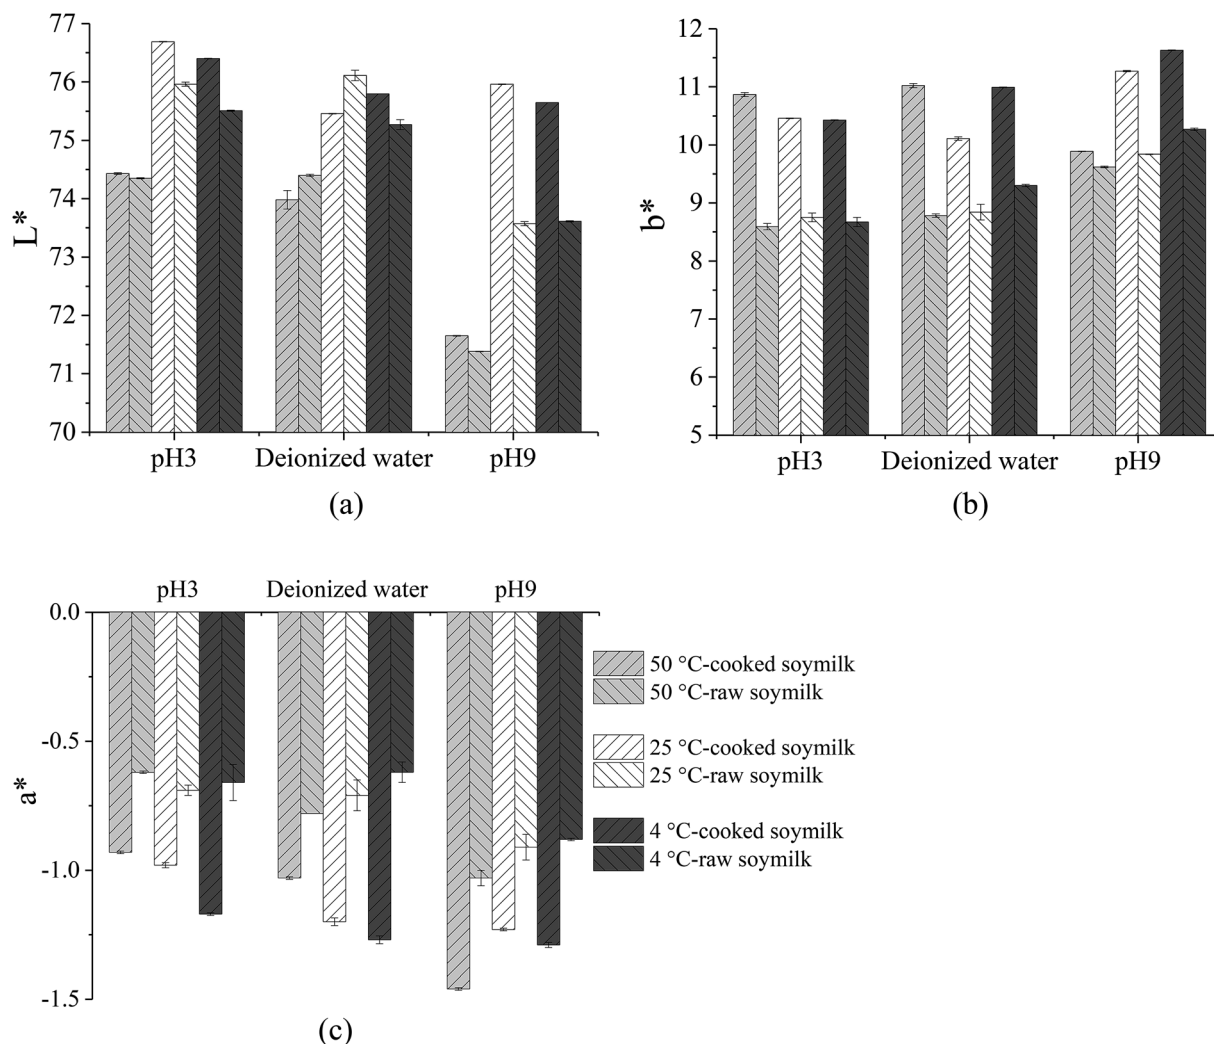 77
76
75
74
73
72
71
70
L*
pH3 Deionized water pH9
(a)
12
11
10
9
8
7
6
5
b*
pH3 Deionized water pH9
(b)
pH3 Deionized water pH9
0.0
-0.5
-1.0
-1.5
a*
50 °C-cooked soymilk
50 °C-raw soymilk
25 °C-cooked soymilk
25 °C-raw soymilk
4 °C-cooked soymilk
4 °C-raw soymilk
(c)